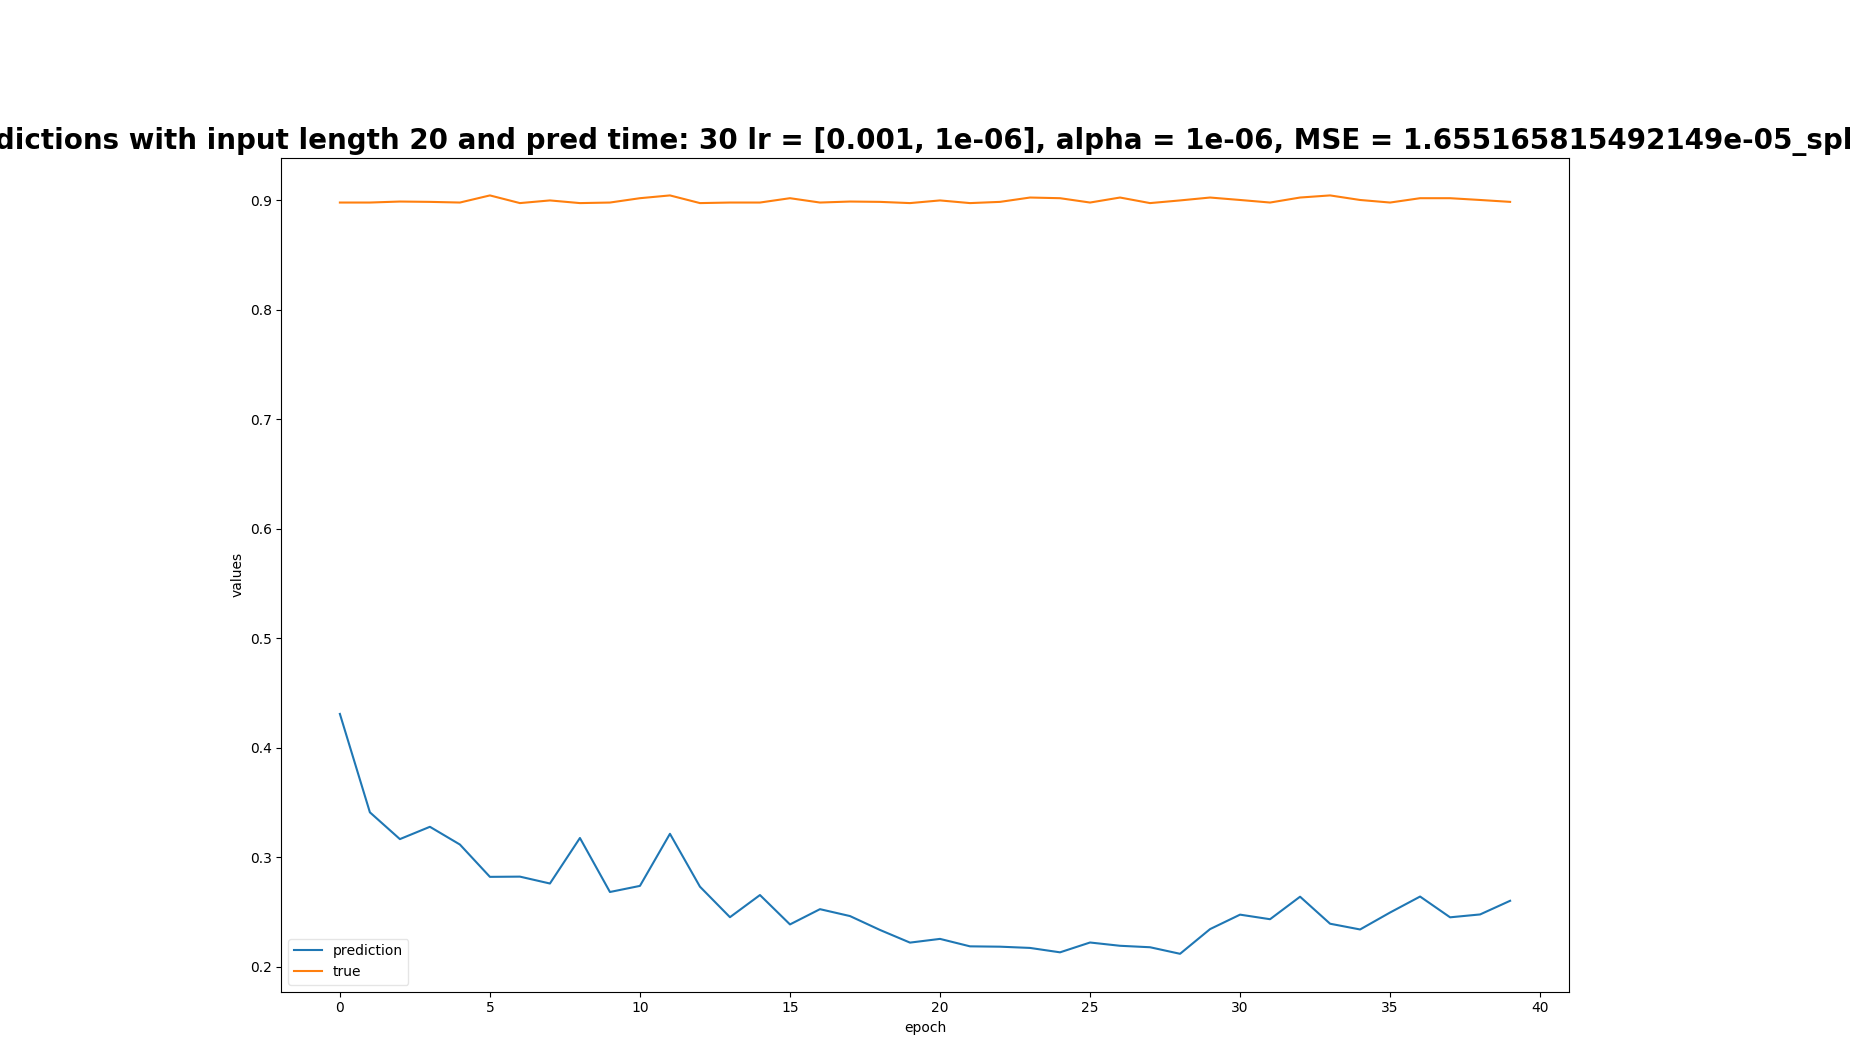 dictions with input length 20 and pred time: 30 lr = [0.001, 1e-06], alpha = 1e-06, MSE = 1.655165815492149e-05_spl
0.9
0.8
0.7
0.6
0.5
0.4
0.3
0.2
values
prediction
true
0 5 10 15 20 25 30 35 40
epoch